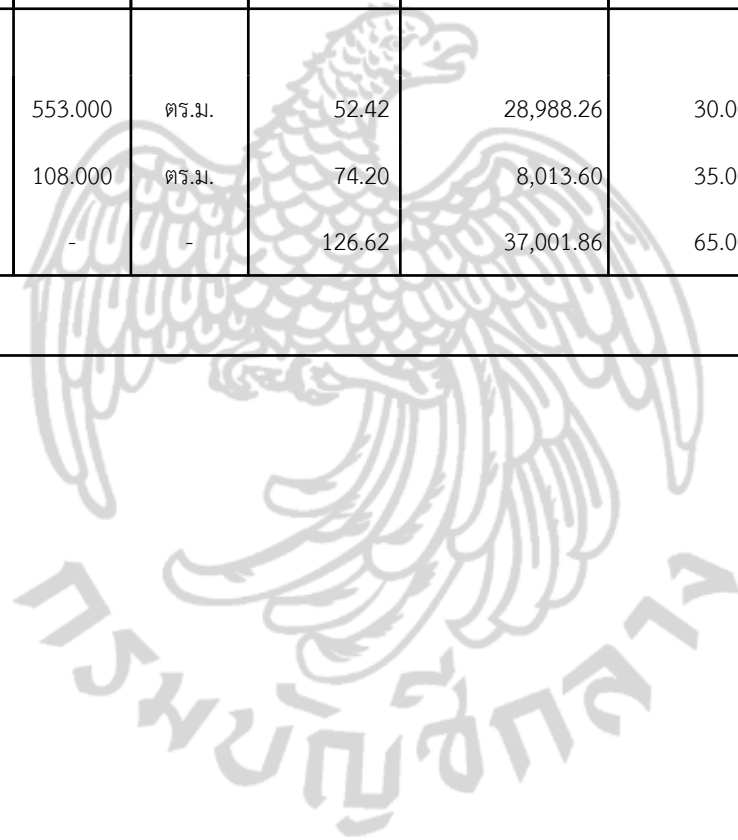 553.000 ตร.ม. 52.42 28,988.26 30.0
108.000 ตร.ม. 74.20 8,013.60 35.0
- - 126.62 37,001.86 65.0
กรมบัญชีกลาง